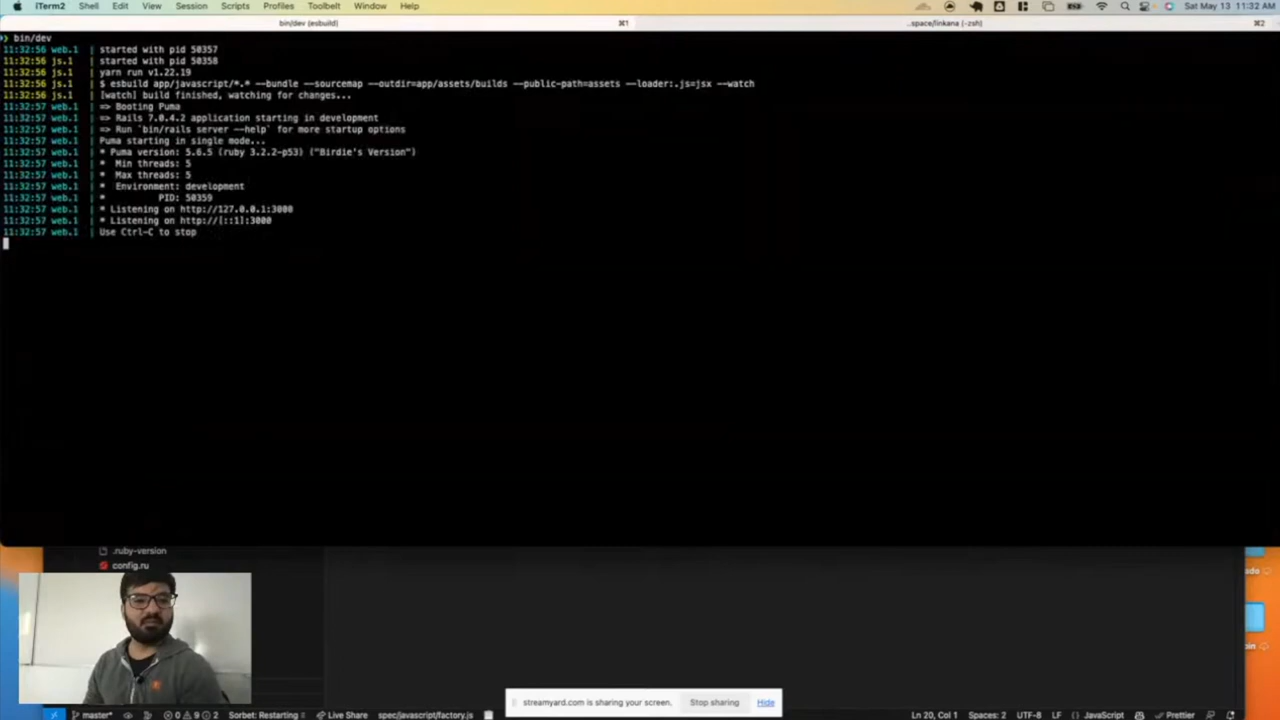 iTerm2 Shell Edit View Session Scripts Profiles Toolbelt Window Help Sat May 13 11:32 AM
bin/dev (esbuild) ⌘1 ..space/linkana (-zsh) ⌘2
❯ bin/dev
11:32:56 web.1 | started with pid 50357
11:32:56 js.1 | started with pid 50358
11:32:56 js.1 | yarn run v1.22.19
11:32:56 js.1 | $ esbuild app/javascript/*.* --bundle --sourcemap --outdir=app/assets/builds --public-path=assets --loader:.js=jsx --watch
11:32:56 js.1 | [watch] build finished, watching for changes...
11:32:57 web.1 | => Booting Puma
11:32:57 web.1 | => Rails 7.0.4.2 application starting in development
11:32:57 web.1 | => Run `bin/rails server --help` for more startup options
11:32:57 web.1 | Puma starting in single mode...
11:32:57 web.1 | * Puma version: 5.6.5 (ruby 3.2.2-p53) ("Birdie's Version")
11:32:57 web.1 | * Min threads: 5
11:32:57 web.1 | * Max threads: 5
11:32:57 web.1 | * Environment: development
11:32:57 web.1 | * PID: 50359
11:32:57 web.1 | * Listening on http://127.0.0.1:3000
11:32:57 web.1 | * Listening on http://[::1]:3000
11:32:57 web.1 | Use Ctrl-C to stop
.ruby-version
config.ru
streamyard.com is sharing your screen. Stop sharing Hide
master* 0 9 2 Sorbet: Restarting Live Share spec/javascript/factory.js Ln 20, Col 1 Spaces: 2 UTF-8 LF {} JavaScript Prettier